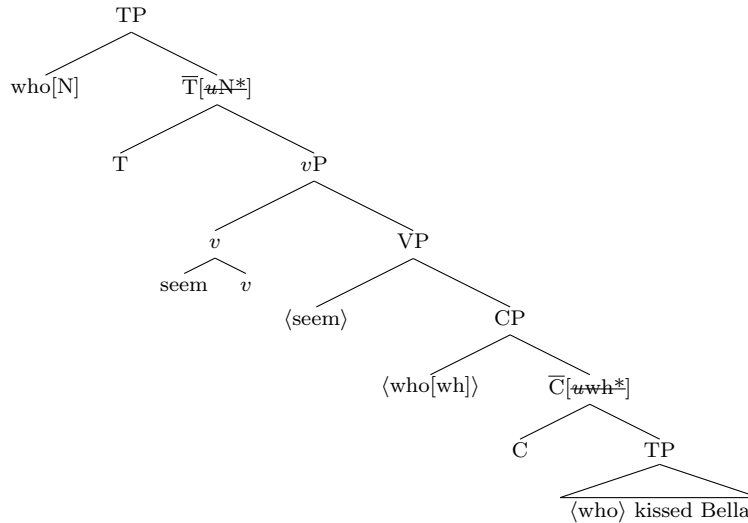 TP
who[N] T̅[uN*]
T vP
v VP
seem v
⟨seem⟩ CP
⟨who[wh]⟩ C̅[uwh*]
C TP
⟨who⟩ kissed Bella